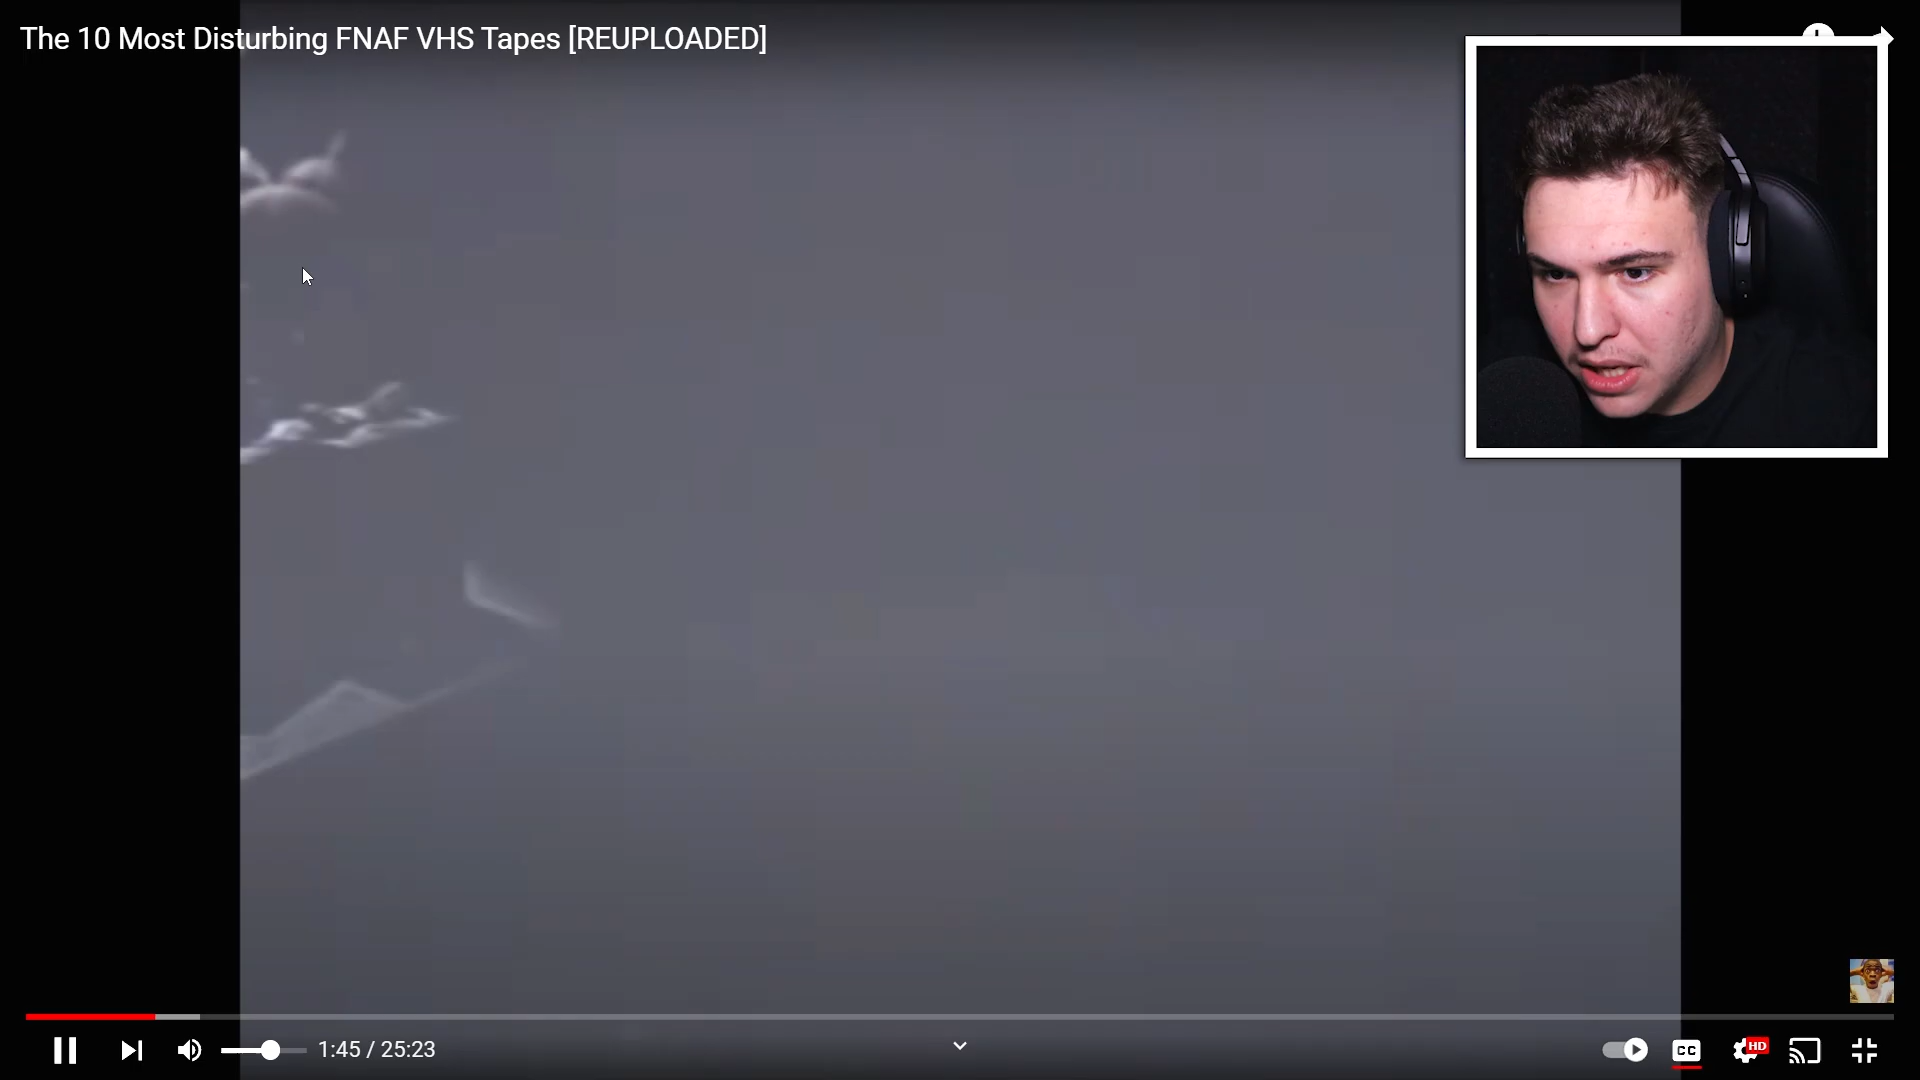 The 10 Most Disturbing FNAF VHS Tapes [REUPLOADED]
1:45 / 25:23
CC
HD